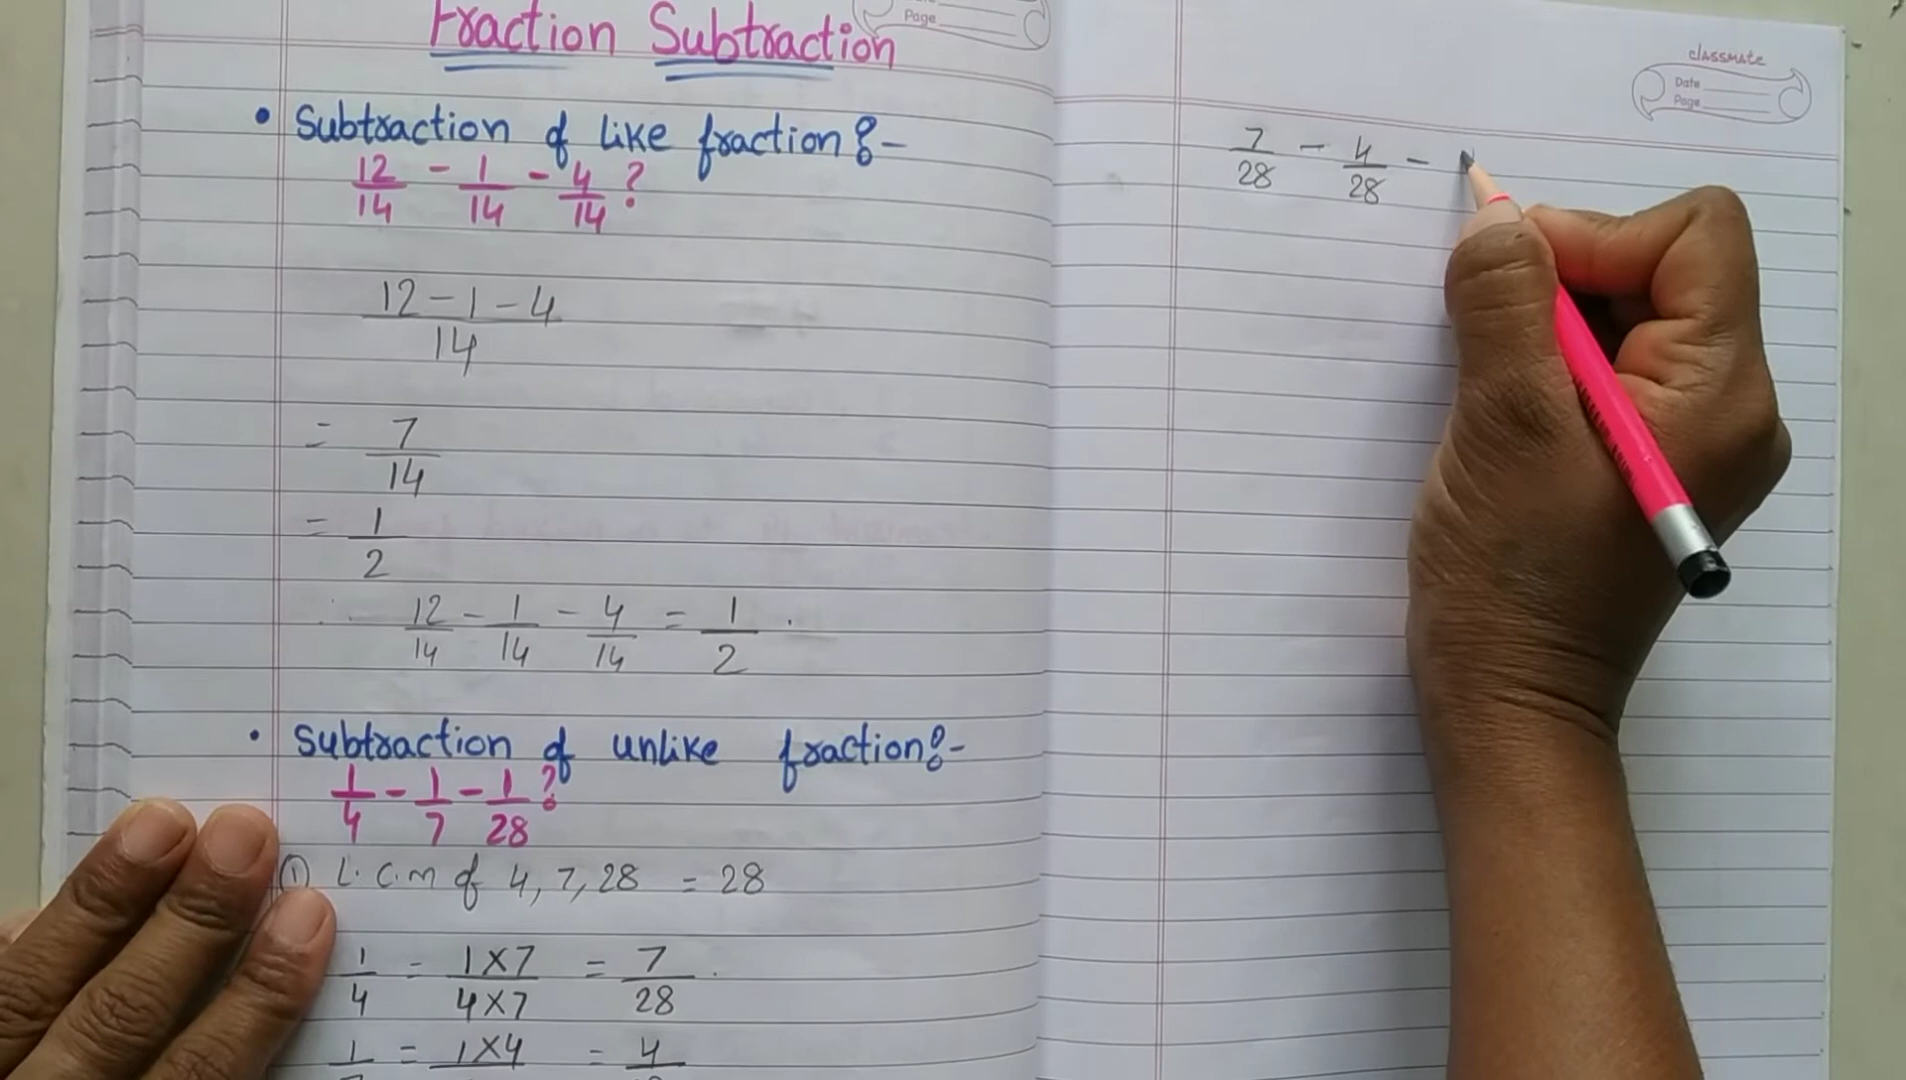 Fraction Subtraction
Page
• Subtraction of like fraction :-
12/14 - 1/14 - 4/14 ?
12 - 1 - 4 / 14
= 7/14
= 1/2
12/14 - 1/14 - 4/14 = 1/2 .
• Subtraction of unlike fraction :-
1/4 - 1/7 - 1/28 ?
① L.C.M of 4, 7, 28 = 28
1/4 = 1×7/4×7 = 7/28 .
1 = 1×4 = 4
classmate
Date
Page
7/28 - 4/28 -